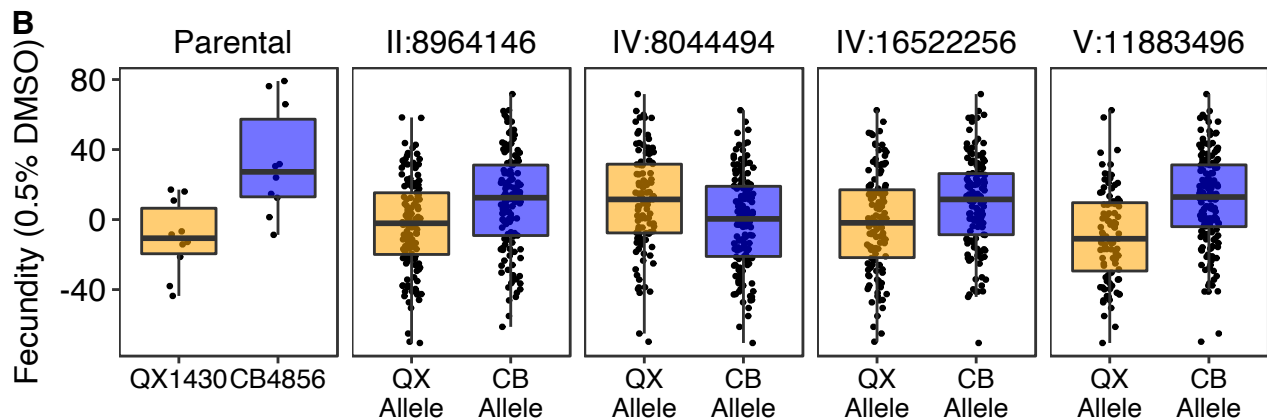 B
Parental II:8964146 IV:8044494 IV:16522256 V:11883496
Fecundity (0.5% DMSO)
80
40
0
-40
QX1430 CB4856 QX CB QX CB QX CB QX CB
Allele Allele Allele Allele Allele Allele Allele Allele